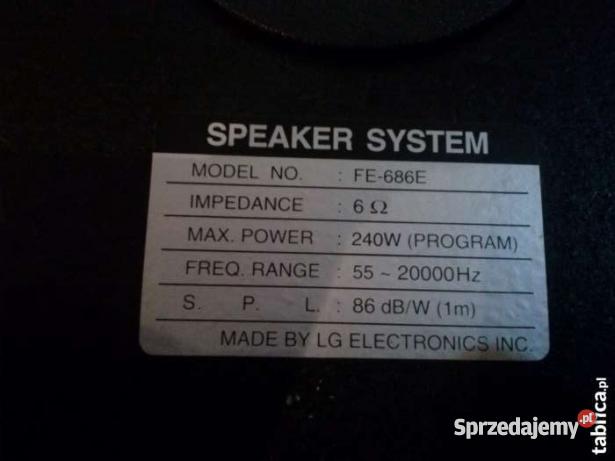 SPEAKER SYSTEM
MODEL NO. : FE-686E
IMPEDANCE : 6 Ω
MAX. POWER : 240W (PROGRAM)
FREQ. RANGE : 55 ~ 20000Hz
S. P. L. : 86 dB/W (1m)
MADE BY LG ELECTRONICS INC.
Sprzedajemy.pl
tablica.pl